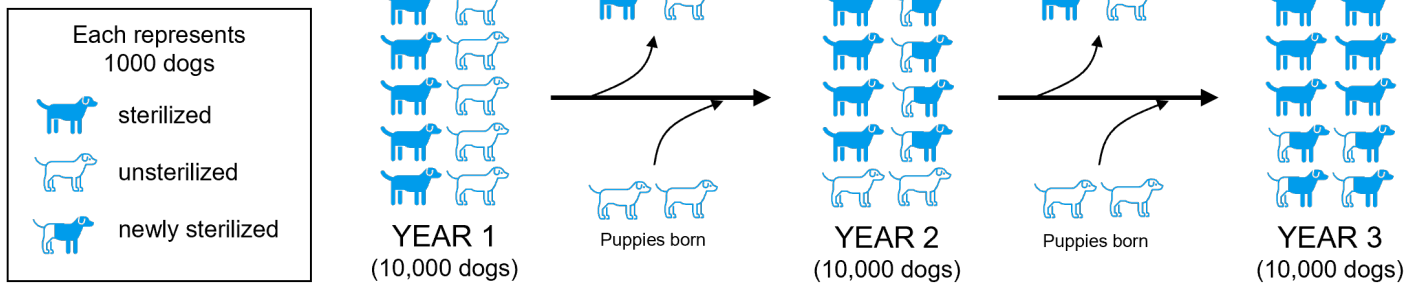 Each represents
1000 dogs
sterilized
unsterilized
newly sterilized
YEAR 1
(10,000 dogs)
Puppies born
YEAR 2
(10,000 dogs)
Puppies born
YEAR 3
(10,000 dogs)